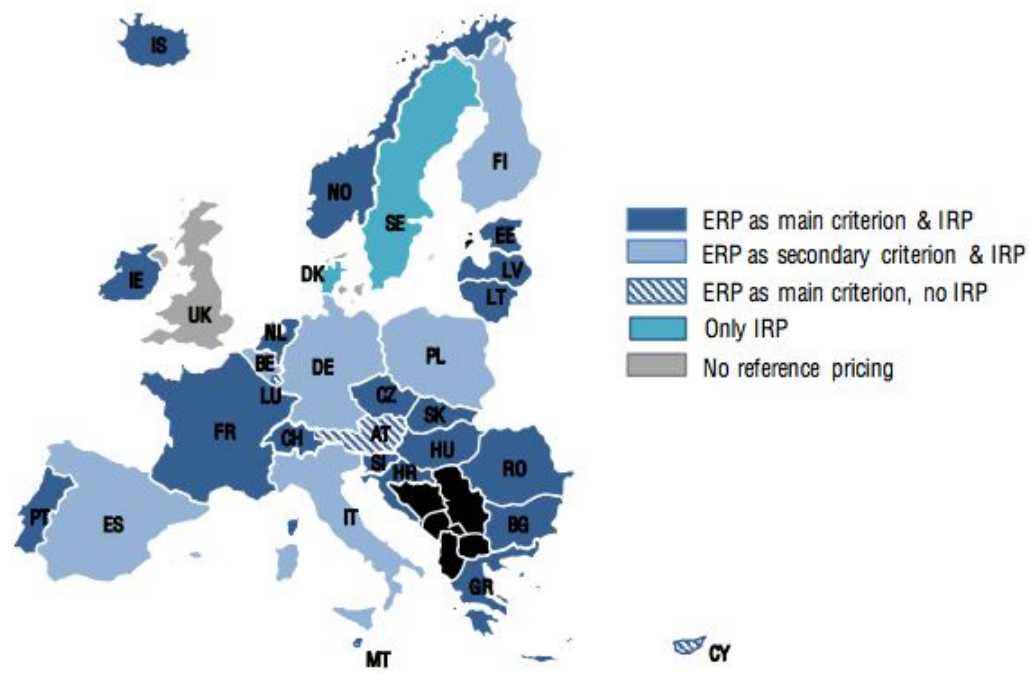 IS
FI
NO
SE
EE
LV
LT
DK
IE
UK
NL
BE
DE
PL
LU
CZ
SK
FR
CH
AT
HU
SI
HR
RO
PT
ES
IT
BG
GR
MT
CY
ERP as main criterion & IRP
ERP as secondary criterion & IRP
ERP as main criterion, no IRP
Only IRP
No reference pricing